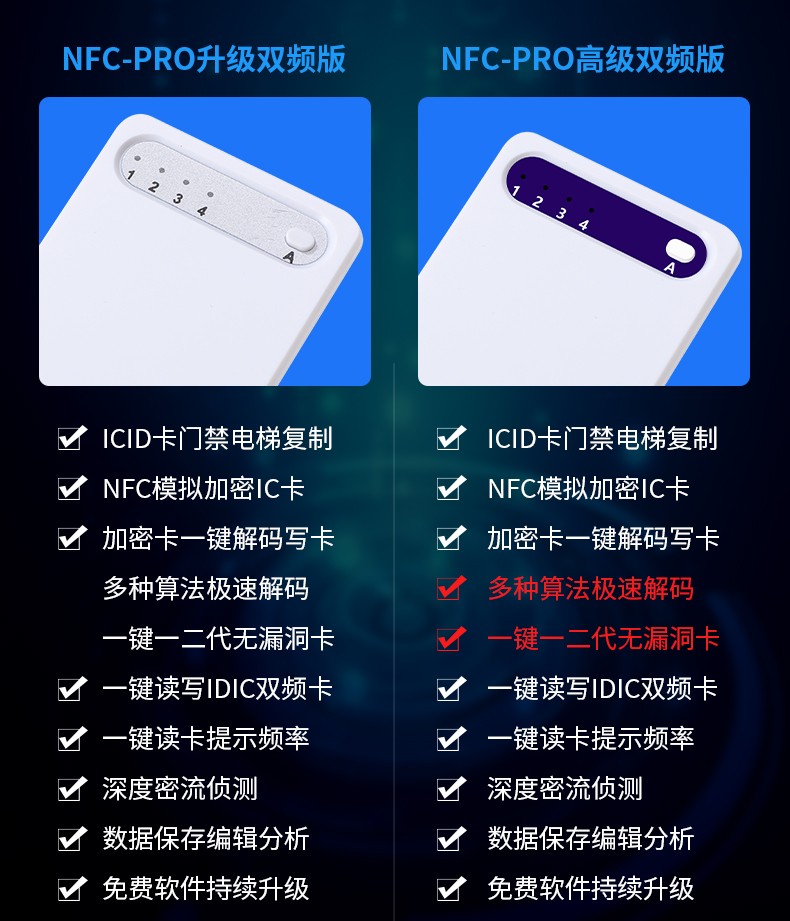 NFC-PRO升级双频版
NFC-PRO高级双频版
1 2 3 4 A
1 2 3 4 A
ICID卡门禁电梯复制
NFC模拟加密IC卡
加密卡一键解码写卡
多种算法极速解码
一键一二代无漏洞卡
一键读写IDIC双频卡
一键读卡提示频率
深度密流侦测
数据保存编辑分析
免费软件持续升级
ICID卡门禁电梯复制
NFC模拟加密IC卡
加密卡一键解码写卡
多种算法极速解码
一键一二代无漏洞卡
一键读写IDIC双频卡
一键读卡提示频率
深度密流侦测
数据保存编辑分析
免费软件持续升级